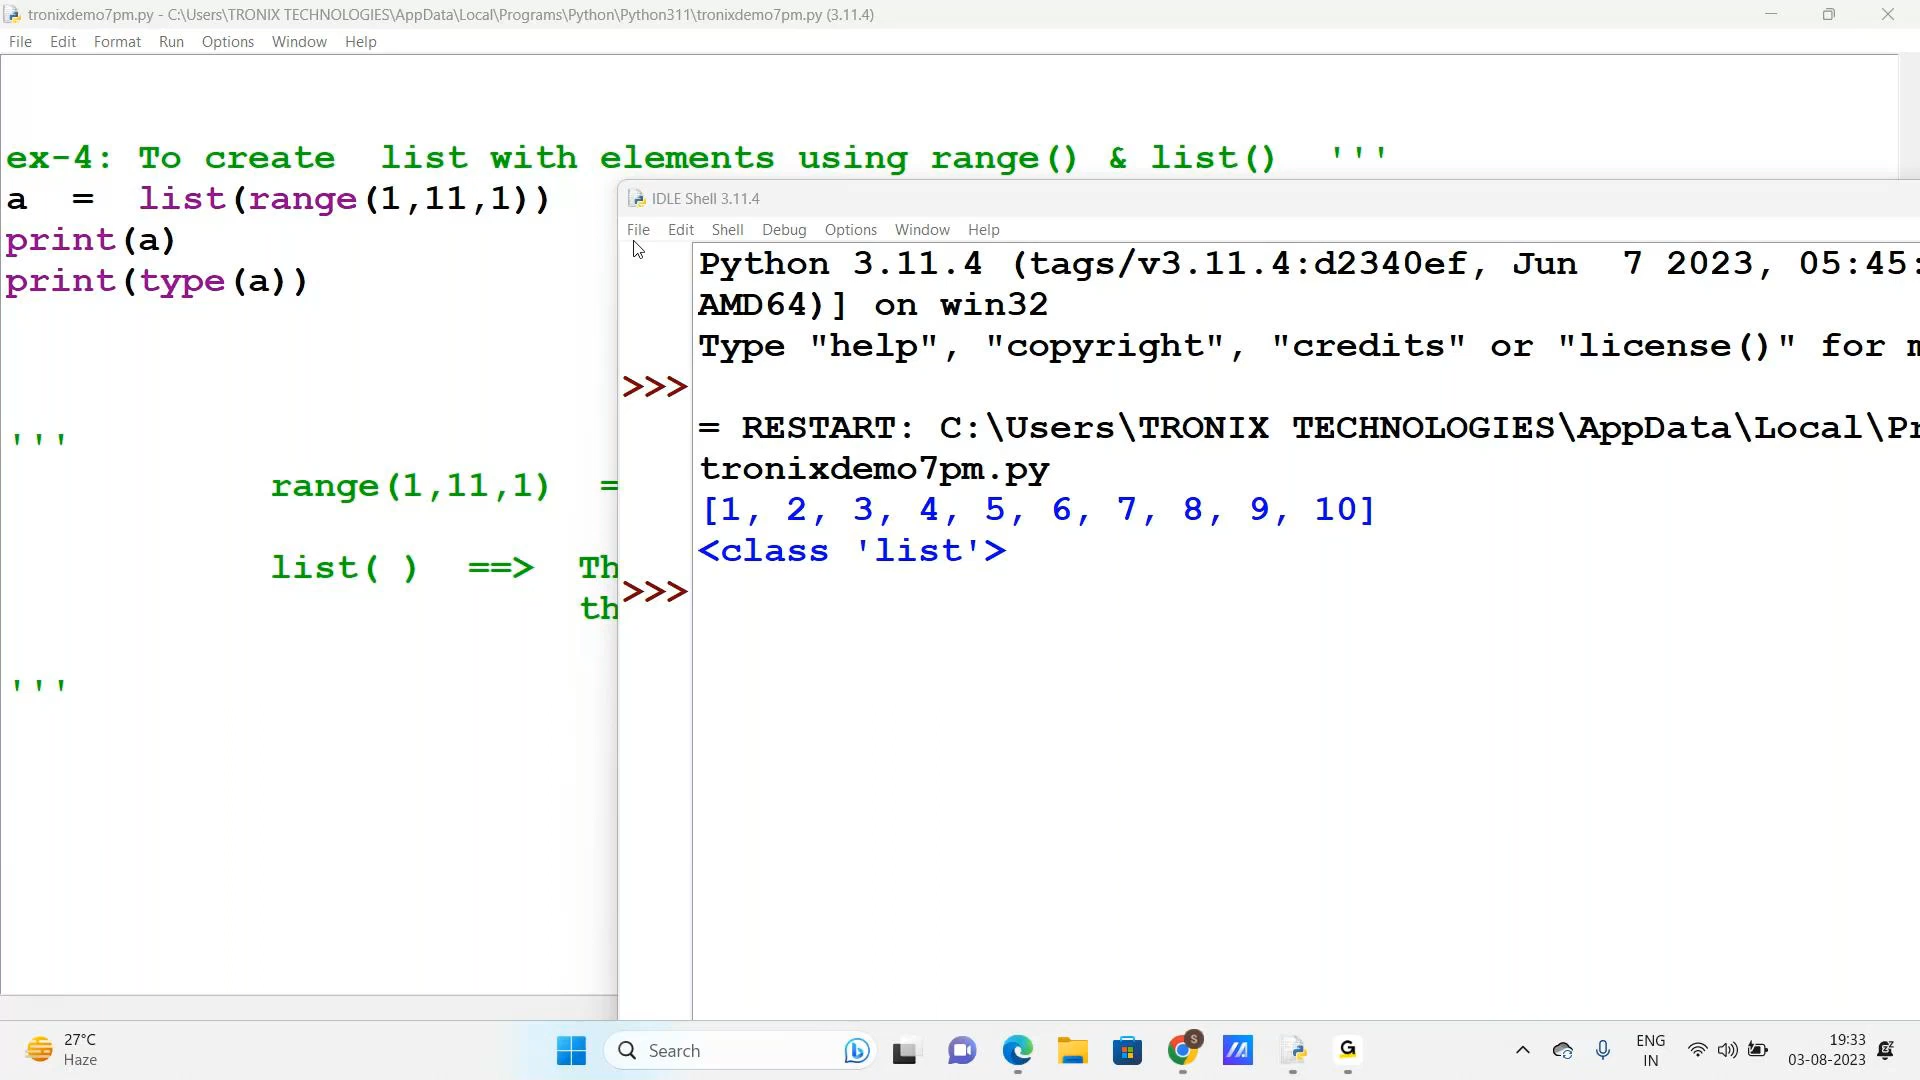 tronixdemo7pm.py - C:\Users\TRONIX TECHNOLOGIES\AppData\Local\Programs\Python\Python311\tronixdemo7pm.py (3.11.4)
File Edit Format Run Options Window Help
ex-4: To create  list with elements using range() & list()  '''
a  =  list(range(1,11,1))
print(a)
print(type(a))
'''
range(1,11,1)  =
list( )  ==>  Th
th
'''
IDLE Shell 3.11.4
File Edit Shell Debug Options Window Help
Python 3.11.4 (tags/v3.11.4:d2340ef, Jun  7 2023, 05:45:
AMD64)] on win32
Type "help", "copyright", "credits" or "license()" for m
>>>
= RESTART: C:\Users\TRONIX TECHNOLOGIES\AppData\Local\Pr
tronixdemo7pm.py
[1, 2, 3, 4, 5, 6, 7, 8, 9, 10]
<class 'list'>
>>>
27°C
Haze
Search
S
G
ENG
IN
19:33
03-08-2023